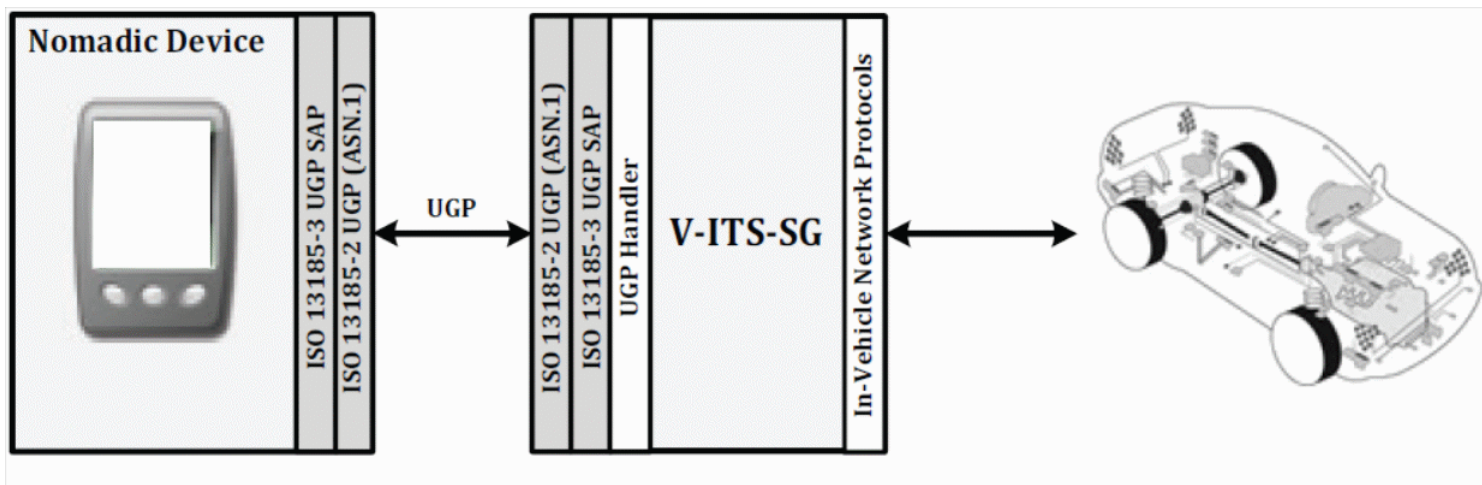 Nomadic Device
ISO 13185-3 UGP SAP
ISO 13185-2 UGP (ASN.1)
UGP
ISO 13185-2 UGP (ASN.1)
ISO 13185-3 UGP SAP
UGP Handler
V-ITS-SG
In-Vehicle Network Protocols